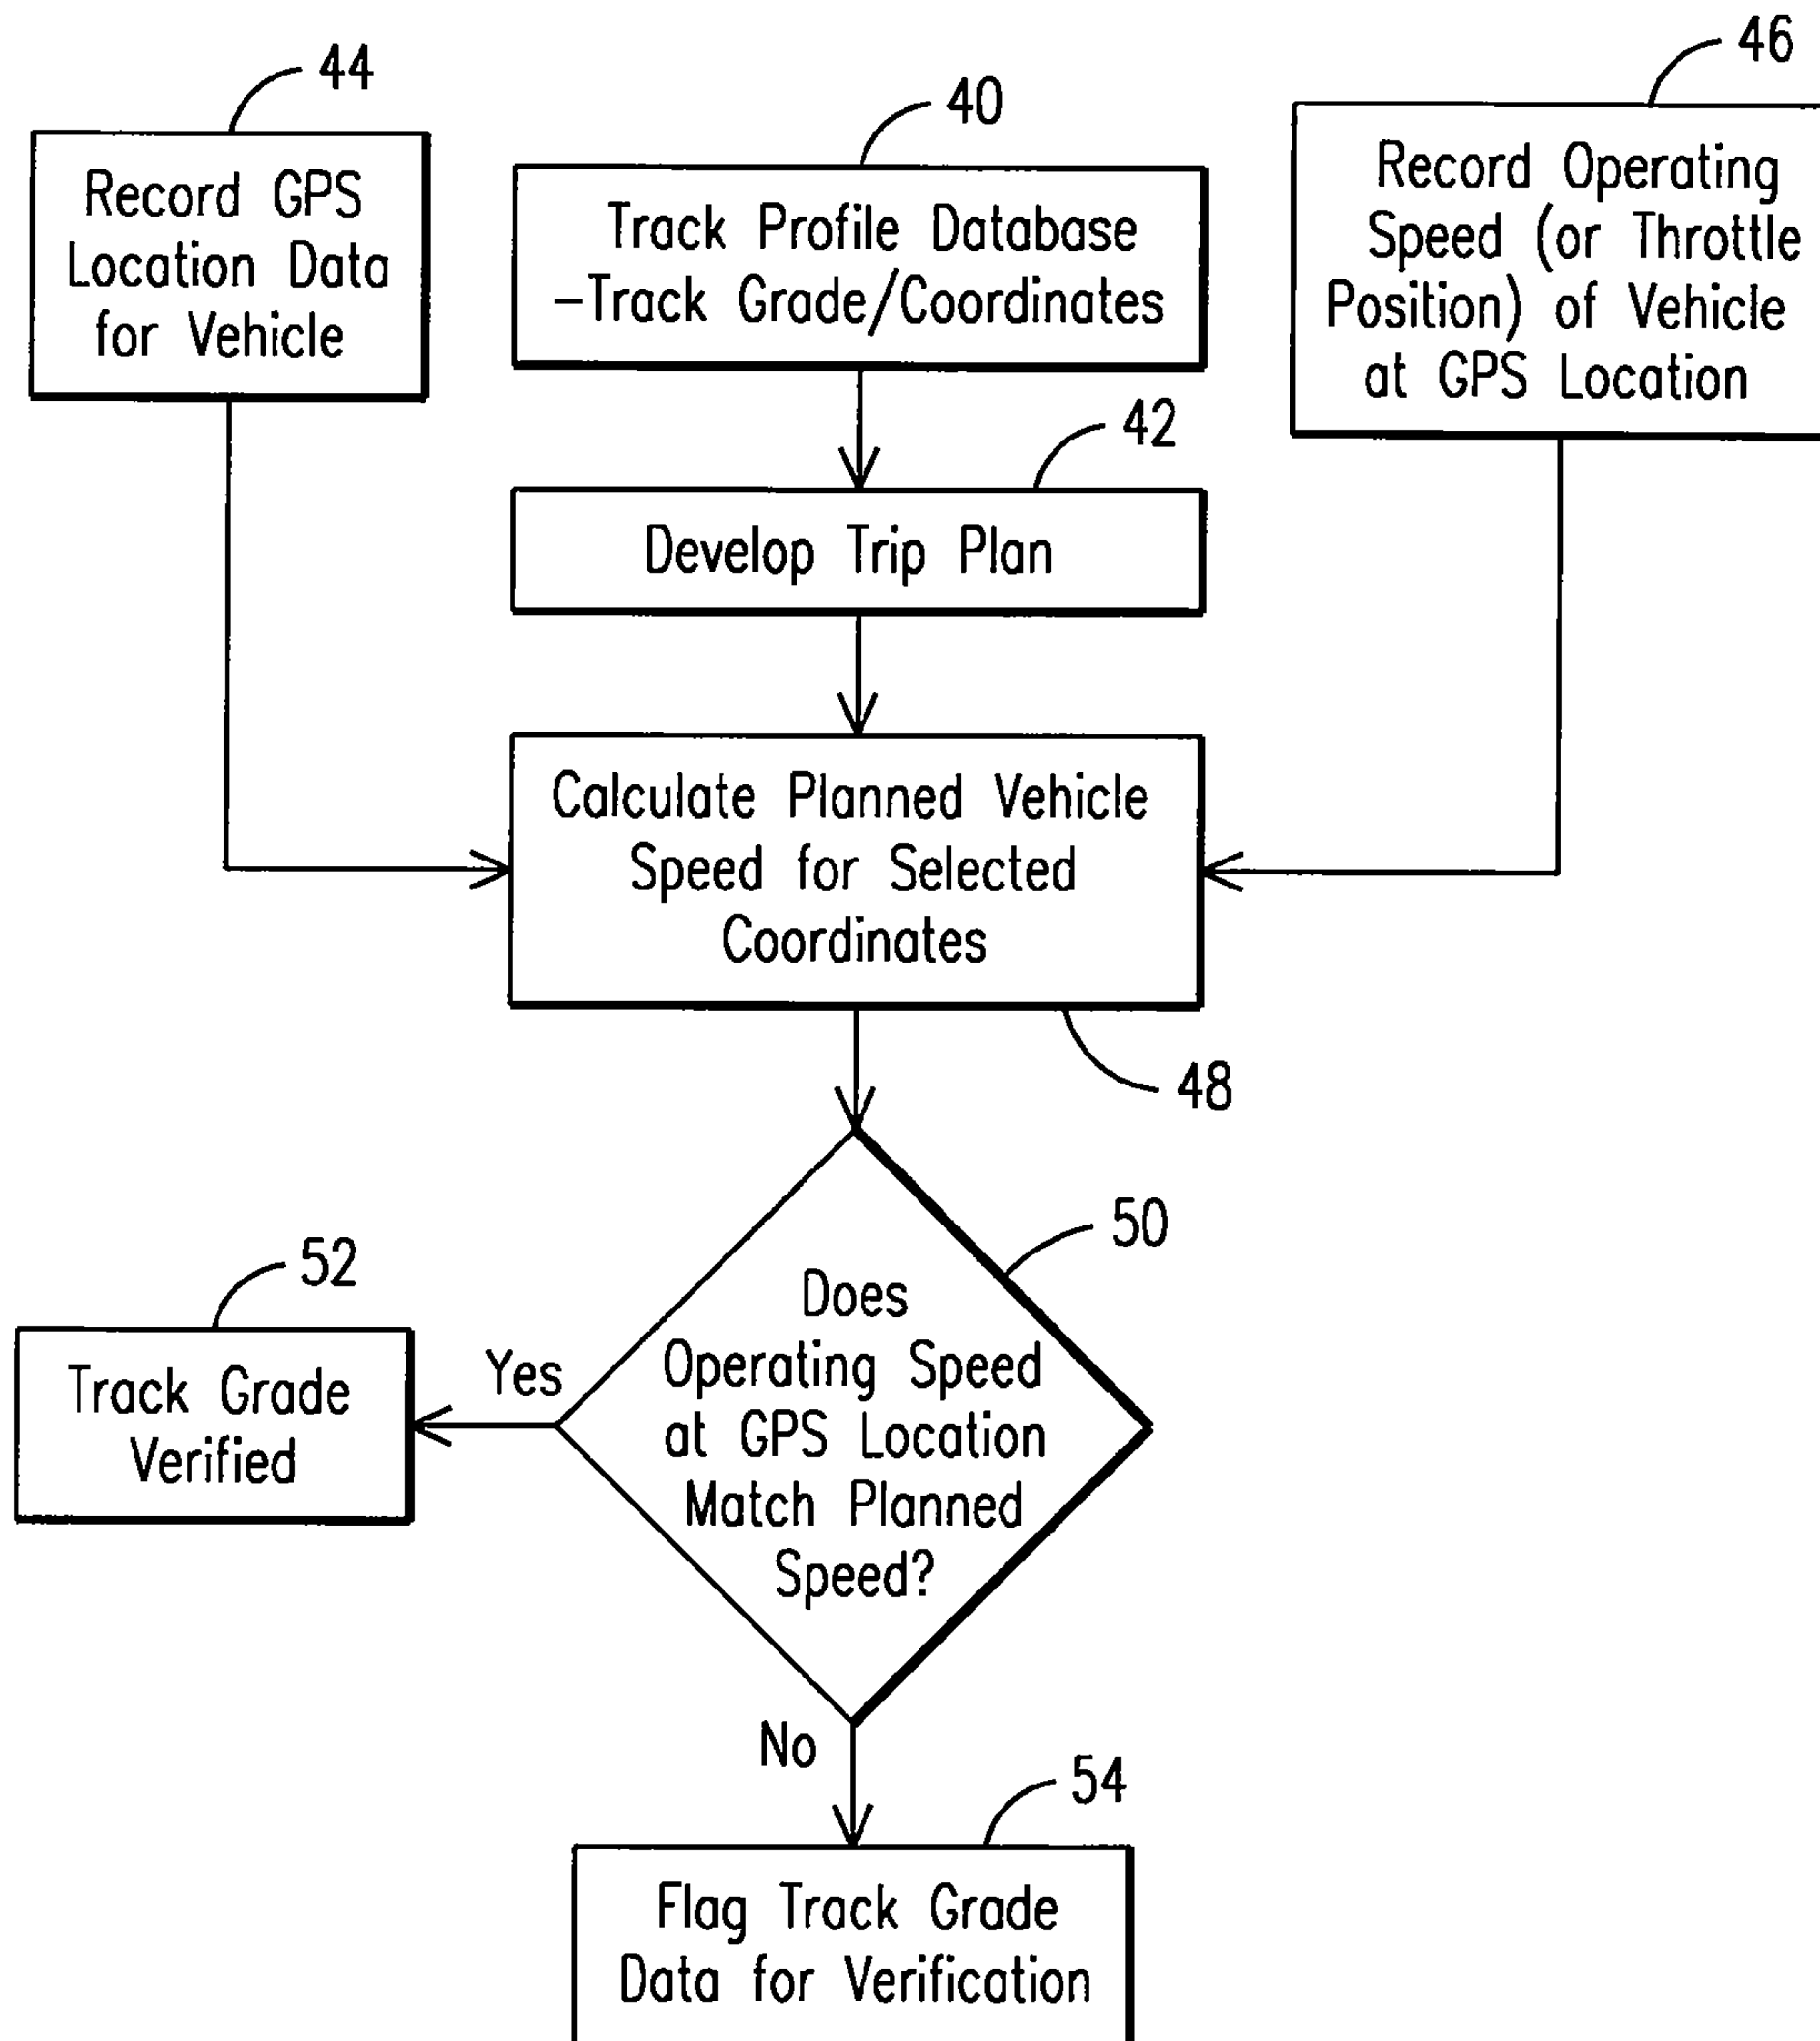 44
Record GPS
Location Data
for Vehicle
40
Track Profile Database
-Track Grade/Coordinates
46
Record Operating
Speed (or Throttle
Position) of Vehicle
at GPS Location
42
Develop Trip Plan
Calculate Planned Vehicle
Speed for Selected
Coordinates
48
50
Does
Operating Speed
at GPS Location
Match Planned
Speed?
Yes
52
Track Grade
Verified
No
54
Flag Track Grade
Data for Verification